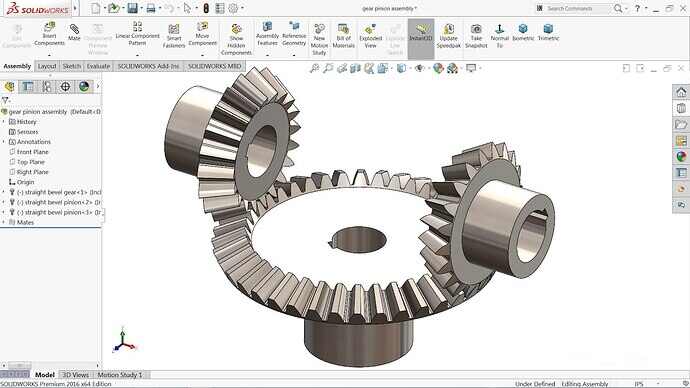 SOLIDWORKS
gear pinion assembly *
Search Commands
Edit Component
Insert Components
Mate
Component Preview Window
Linear Component Pattern
Smart Fasteners
Move Component
Show Hidden Components
Assembly Features
Reference Geometry
New Motion Study
Bill of Materials
Exploded View
Explode Line Sketch
Instant3D
Update Speedpak
Take Snapshot
Normal To
Isometric
Trimetric
Assembly Layout Sketch Evaluate SOLIDWORKS Add-Ins SOLIDWORKS MBD
gear pinion assembly (Default<D
History
Sensors
Annotations
Front Plane
Top Plane
Right Plane
Origin
(-) straight bevel gear<1> (Incl
(-) straight bevel pinion<2> (Ir
(-) straight bevel pinion<3> (Ir
Mates
Model 3D Views Motion Study 1
SOLIDWORKS Premium 2016 x64 Edition
Under Defined Editing Assembly IPS